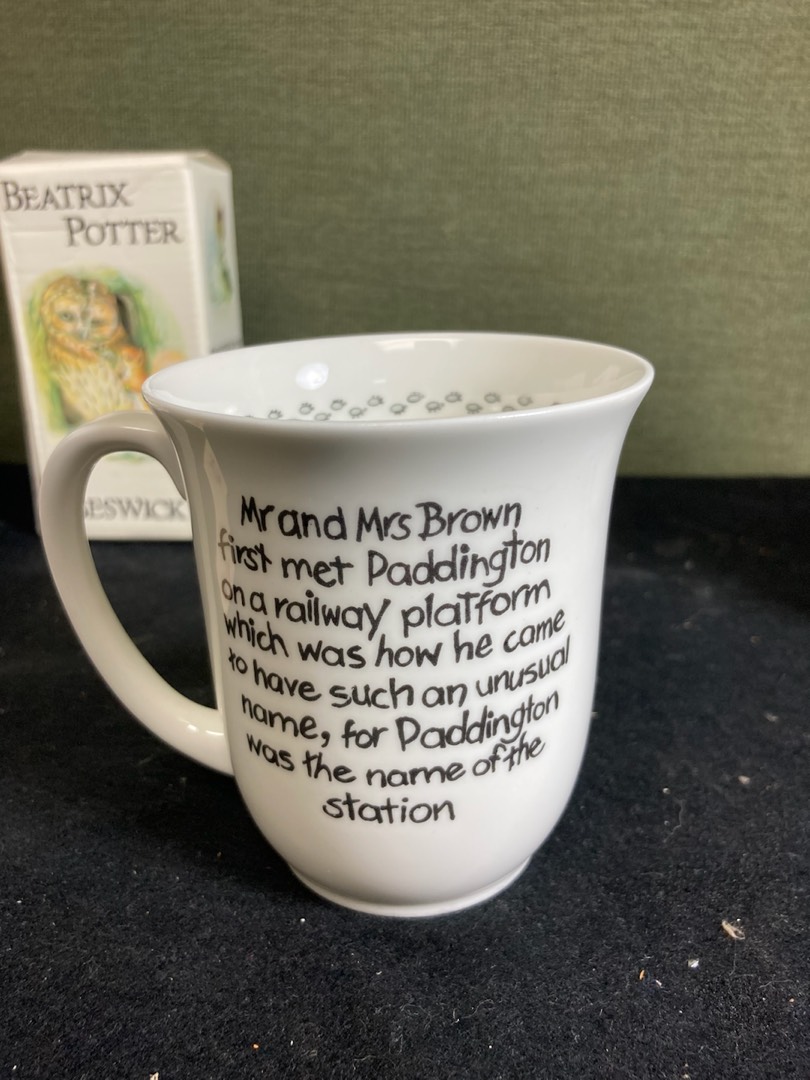 BEATRIX
POTTER
BESWICK
Mr and Mrs Brown
first met Paddington
on a railway platform
which was how he came
to have such an unusual
name, for Paddington
was the name of the
station